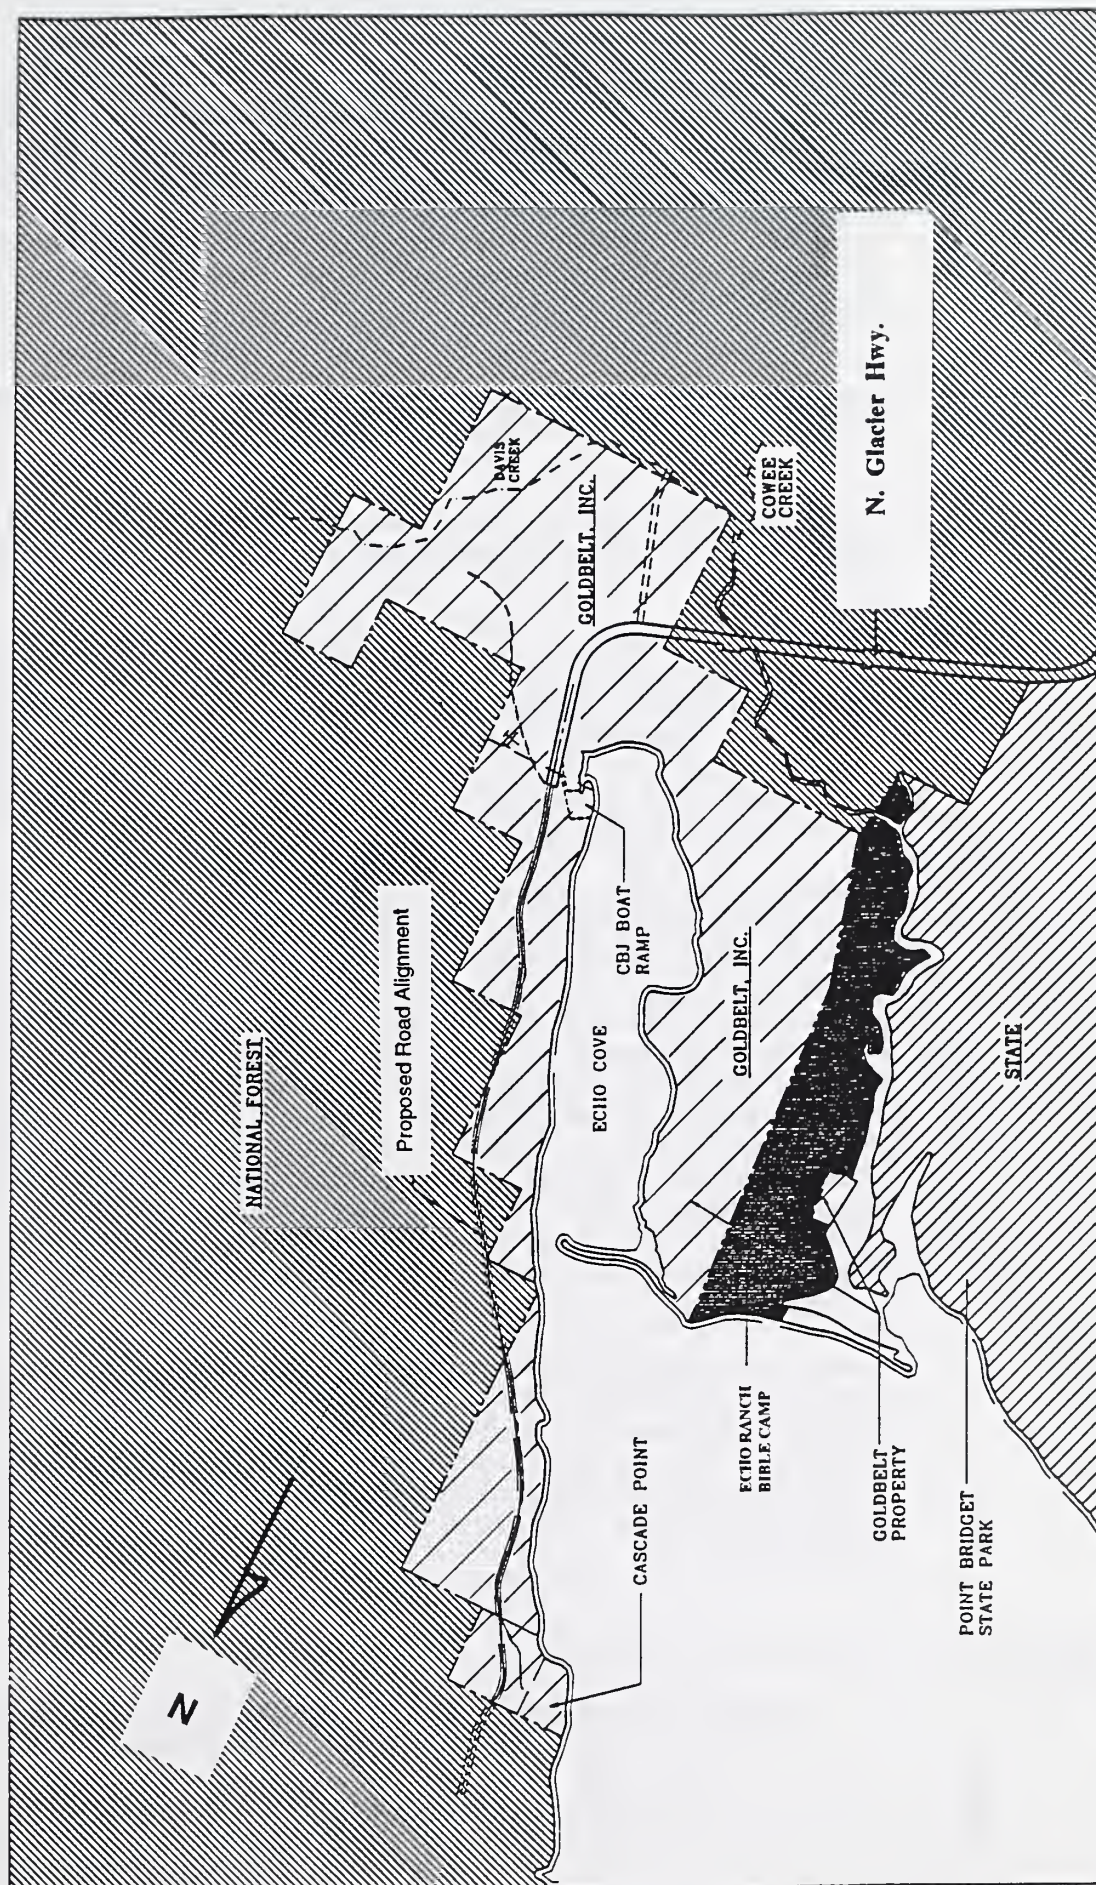 N
NATIONAL FOREST
Proposed Road Alignment
DAVIS
CREEK
GOLDBELT, INC.
COWEE
CREEK
N. Glacier Hwy.
CBJ BOAT
RAMP
ECHO COVE
GOLDBELT, INC.
STATE
CASCADE POINT
ECHO RANCH
BIBLE CAMP
GOLDBELT
PROPERTY
POINT BRIDGET
STATE PARK